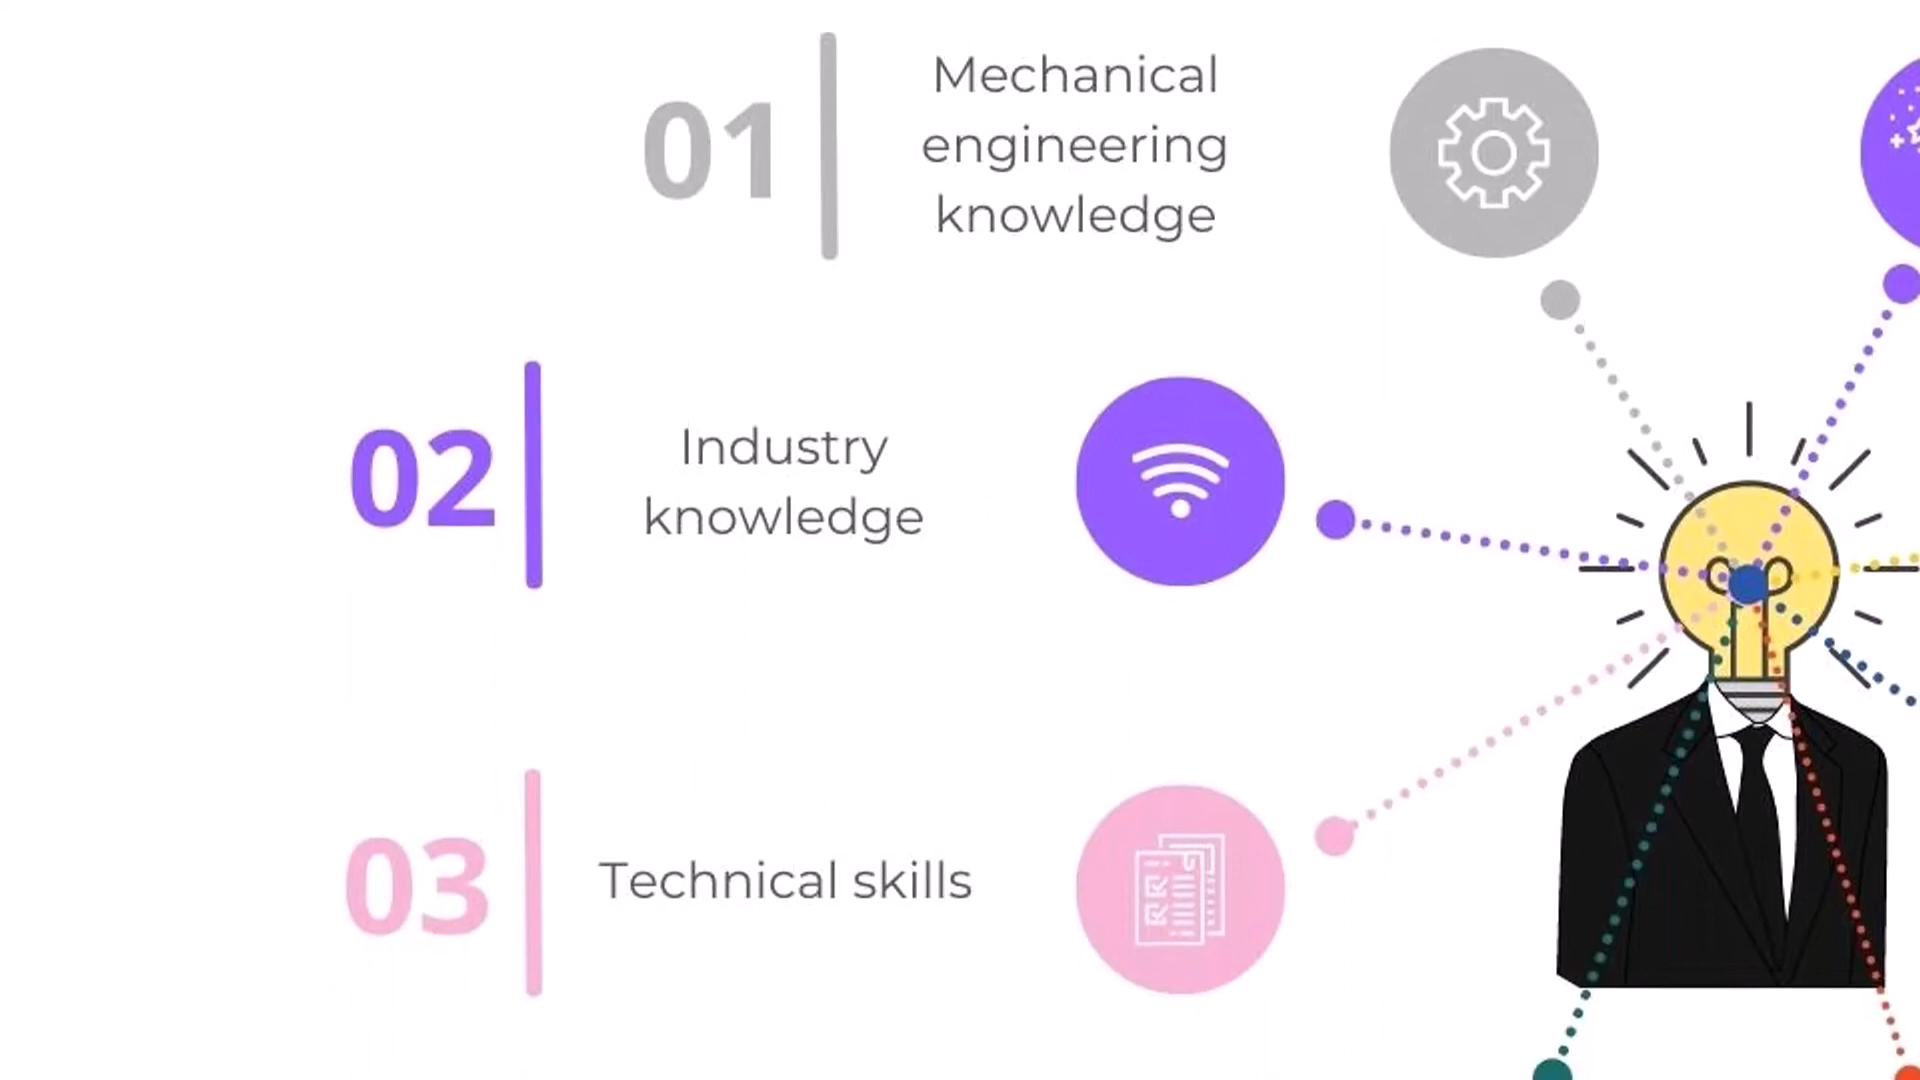 01
Mechanical
engineering
knowledge
02
Industry
knowledge
03
Technical skills